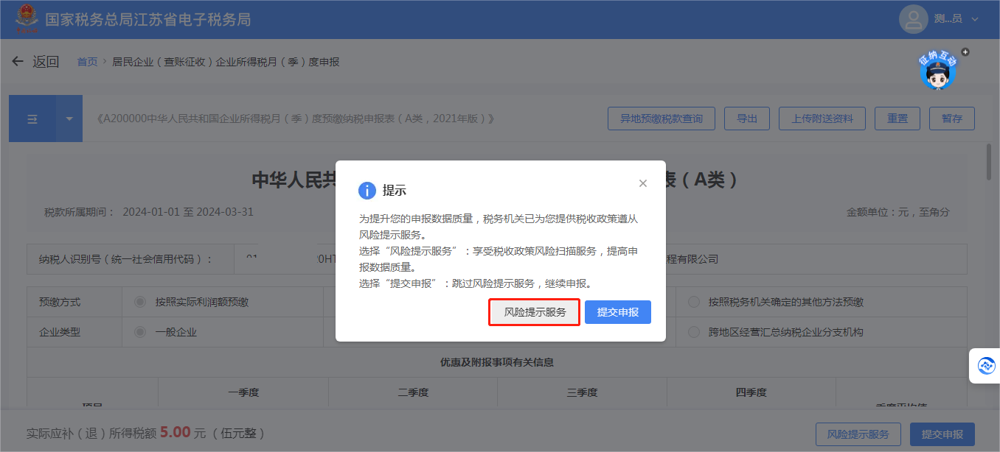 国家税务总局江苏省电子税务局
测...员
返回 首页 › 居民企业（查账征收）企业所得税月（季）度申报
征纳互动
《A200000中华人民共和国企业所得税月（季）度预缴纳税申报表（A类，2021年版）》
异地预缴税款查询 导出 上传附送资料 重置 暂存
中华人民共 表（A类）
税款所属期间： 2024-01-01 至 2024-03-31 金额单位：元，至角分
纳税人识别号（统一社会信用代码）： 程有限公司
提示
为提升您的申报数据质量，税务机关已为您提供税收政策遵从
风险提示服务。
选择“风险提示服务”：享受税收政策风险扫描服务，提高申
报数据质量。
选择“提交申报”：跳过风险提示服务，继续申报。
风险提示服务 提交申报
预缴方式 按照实际利润额预缴 按照税务机关确定的其他方法预缴
企业类型 一般企业 跨地区经营汇总纳税企业分支机构
优惠及附报事项有关信息
一季度 二季度 三季度 四季度
项目 季度平均值
实际应补（退）所得税额 5.00 元（伍元整）
风险提示服务 提交申报